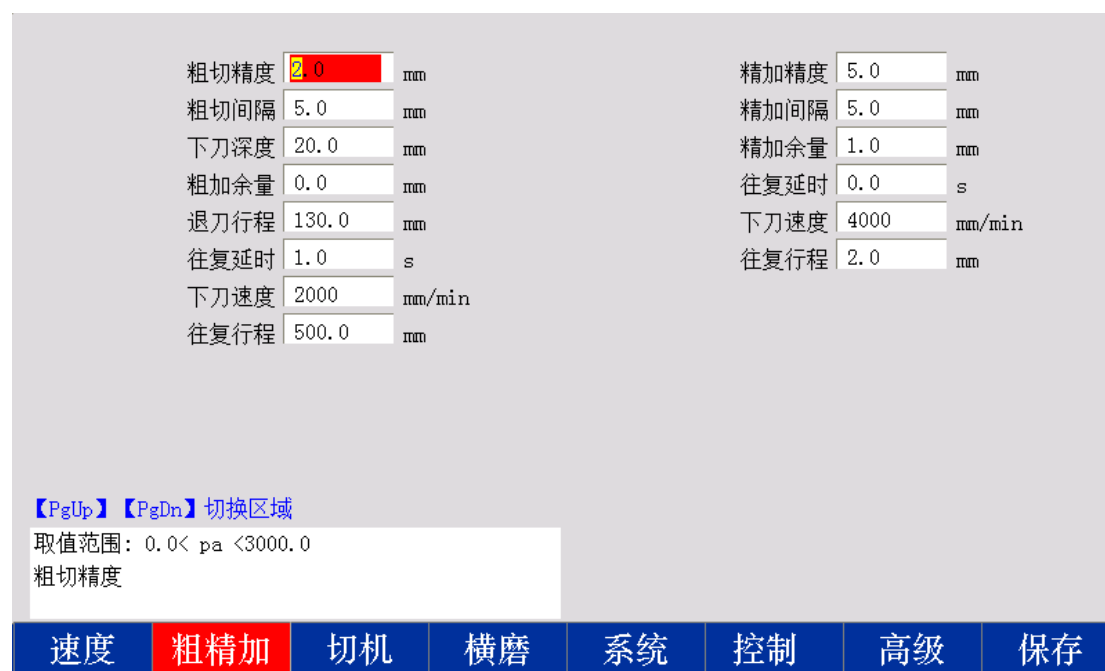 粗切精度 2.0 mm 精加精度 5.0 mm
粗切间隔 5.0 mm 精加间隔 5.0 mm
下刀深度 20.0 mm 精加余量 1.0 mm
粗加余量 0.0 mm 往复延时 0.0 s
退刀行程 130.0 mm 下刀速度 4000 mm/min
往复延时 1.0 s 往复行程 2.0 mm
下刀速度 2000 mm/min
往复行程 500.0 mm
【PgUp】【PgDn】切换区域
取值范围: 0.0< pa <3000.0
粗切精度
速度 粗精加 切机 横磨 系统 控制 高级 保存